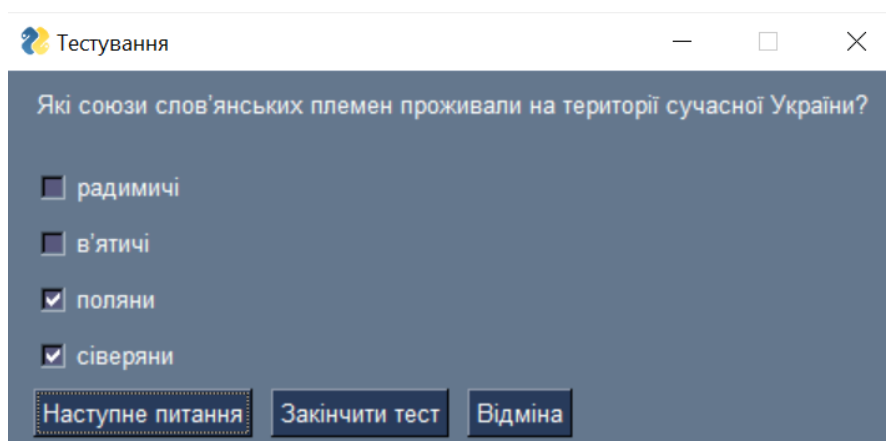 Тестування
Які союзи слов'янських племен проживали на території сучасної України?
радимичі
в'ятичі
поляни
сіверяни
Наступне питання Закінчити тест Відміна